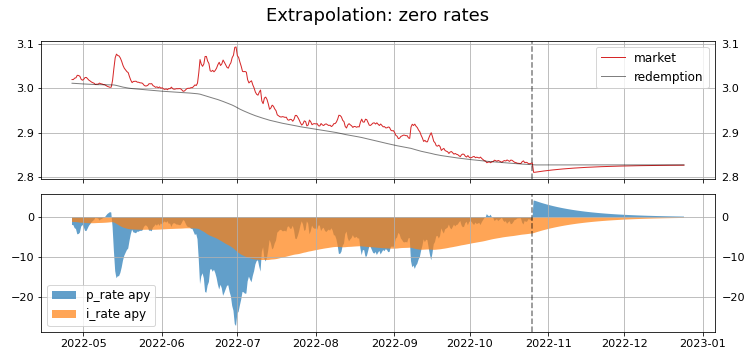 Extrapolation: zero rates
3.1
3.0
2.9
2.8
3.1
3.0
2.9
2.8
market
redemption
0
−10
−20
0
−10
−20
p_rate apy
i_rate apy
2022-05 2022-06 2022-07 2022-08 2022-09 2022-10 2022-11 2022-12 2023-01